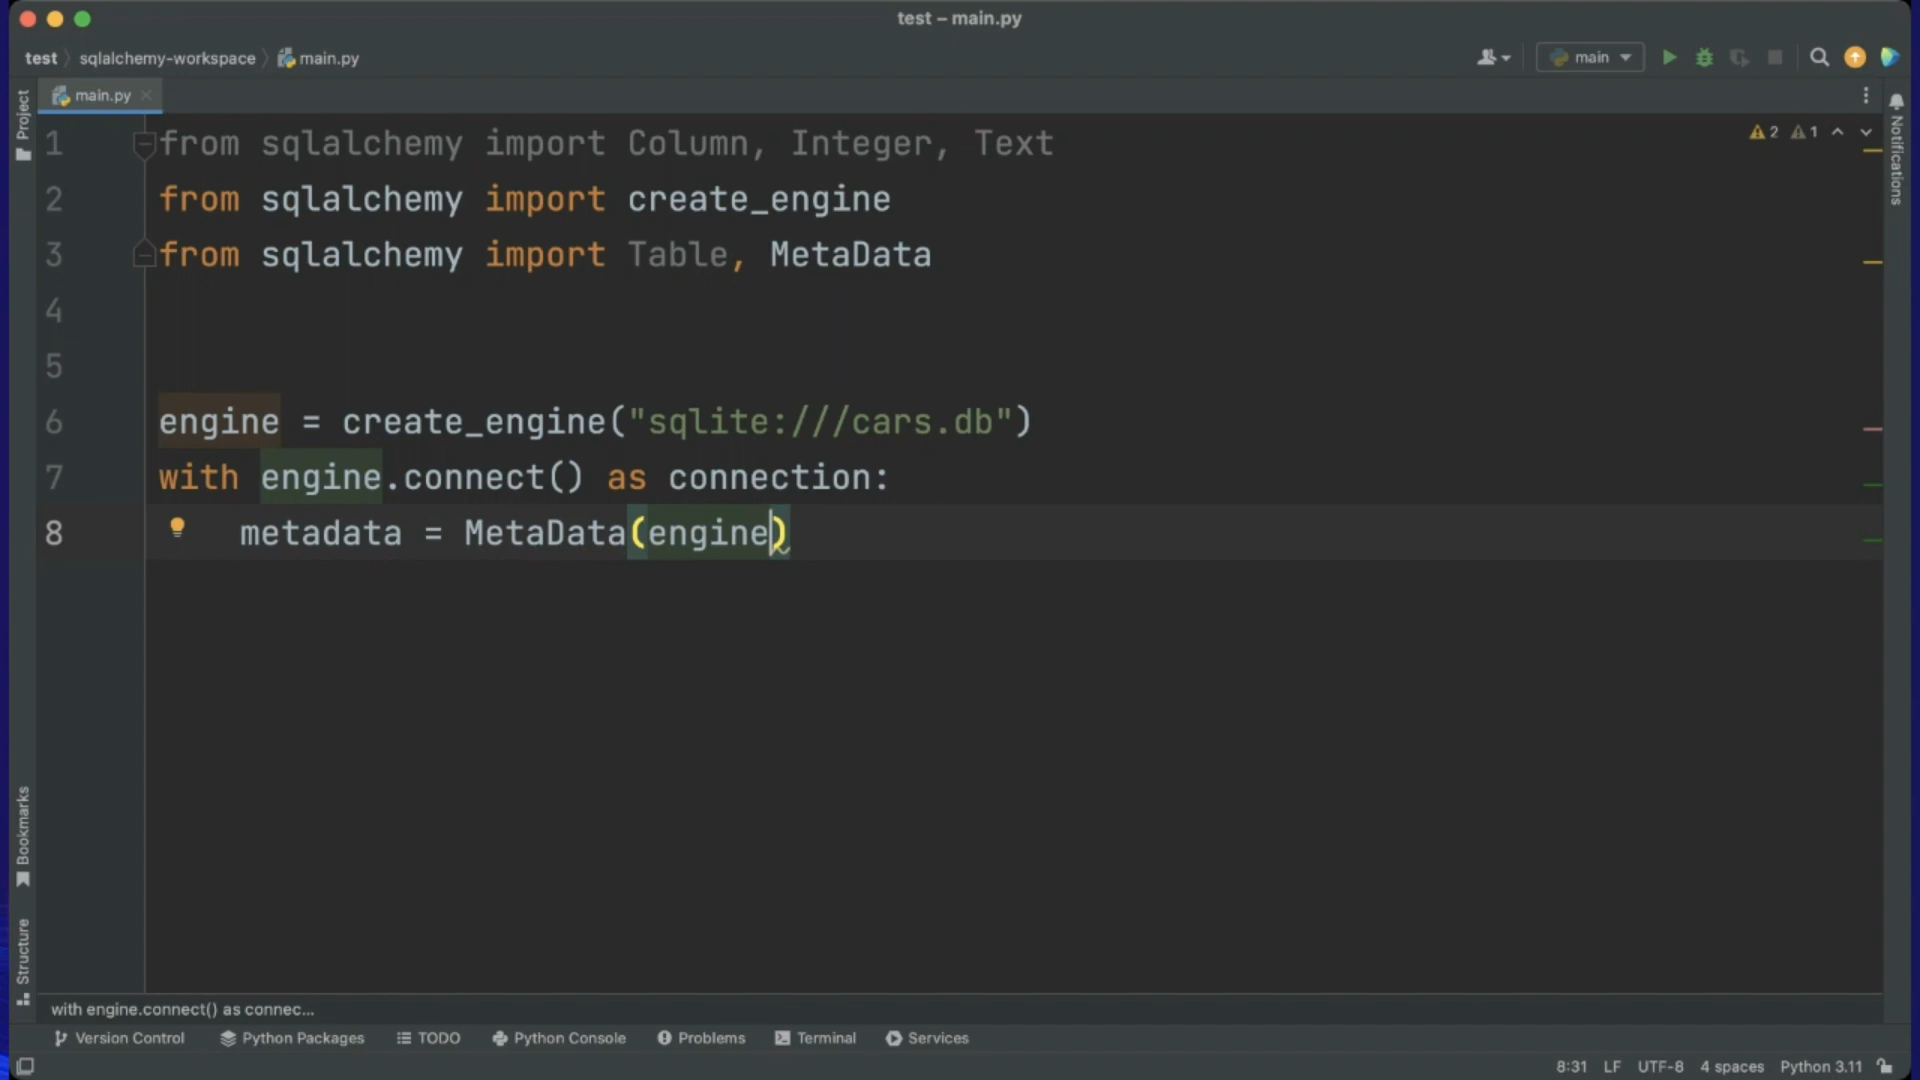 test – main.py
test sqlalchemy-workspace main.py
main
main.py
Project
Notifications
2 1
1 from sqlalchemy import Column, Integer, Text
2 from sqlalchemy import create_engine
3 from sqlalchemy import Table, MetaData
4
5
6 engine = create_engine("sqlite:///cars.db")
7 with engine.connect() as connection:
8 metadata = MetaData(engine)
Bookmarks
Structure
with engine.connect() as connec...
Version Control Python Packages TODO Python Console Problems Terminal Services
8:31 LF UTF-8 4 spaces Python 3.11